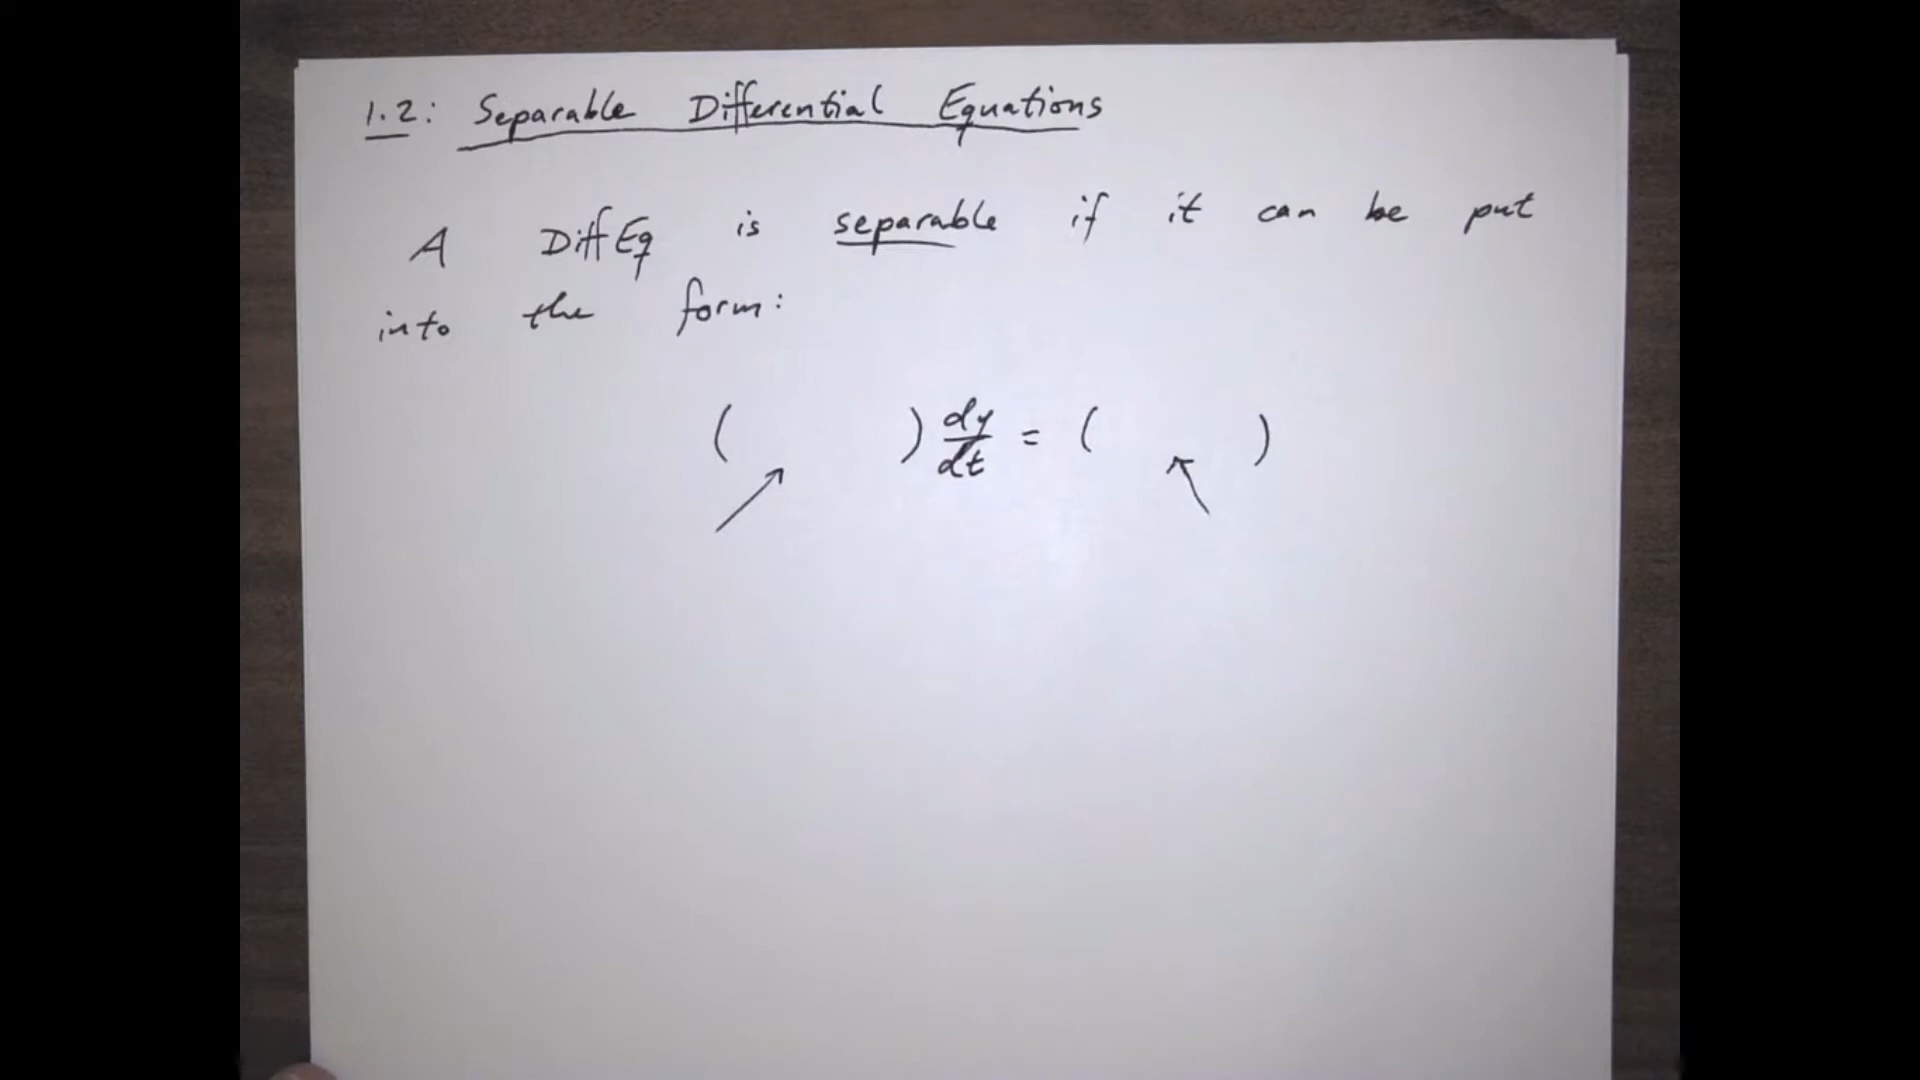 1.2: Separable Differential Equations
A DiffEq is separable if it can be put
into the form:
( ) dy/dt = ( )